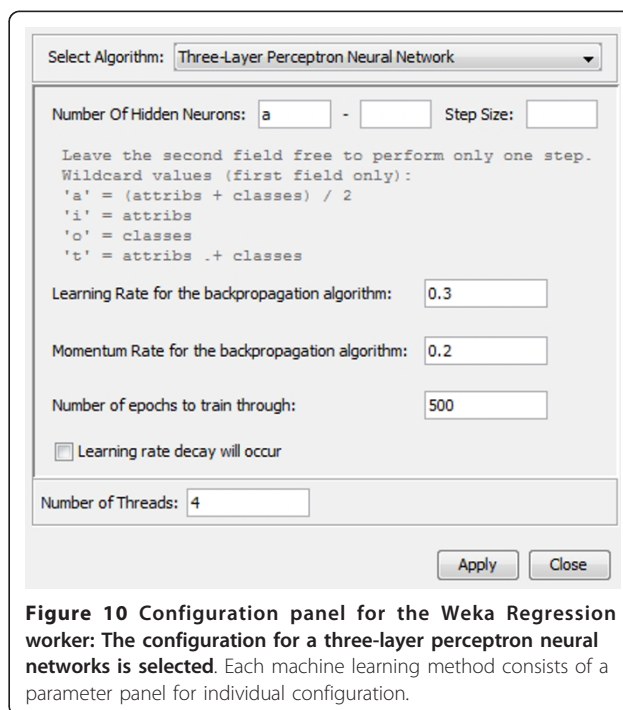 Select Algorithm: Three-Layer Perceptron Neural Network
Number Of Hidden Neurons: a - Step Size:
Leave the second field free to perform only one step.
Wildcard values (first field only):
'a' = (attribs + classes) / 2
'i' = attribs
'o' = classes
't' = attribs .+ classes
Learning Rate for the backpropagation algorithm: 0.3
Momentum Rate for the backpropagation algorithm: 0.2
Number of epochs to train through: 500
Learning rate decay will occur
Number of Threads: 4
Apply Close
Figure 10 Configuration panel for the Weka Regression
worker: The configuration for a three-layer perceptron neural
networks is selected. Each machine learning method consists of a
parameter panel for individual configuration.